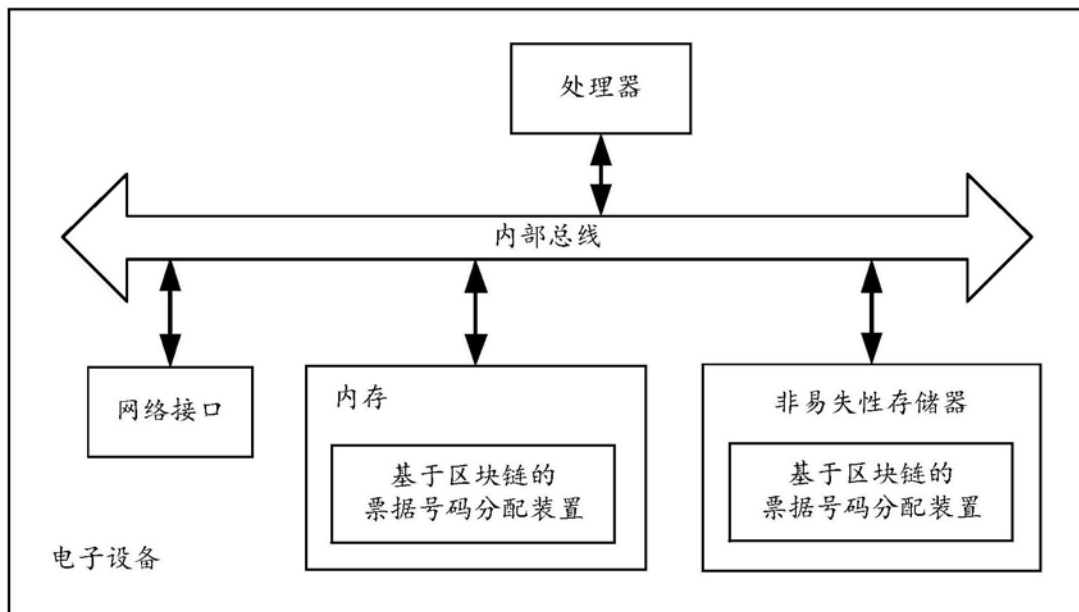 处理器
内部总线
网络接口
内存
基于区块链的
票据号码分配装置
非易失性存储器
基于区块链的
票据号码分配装置
电子设备